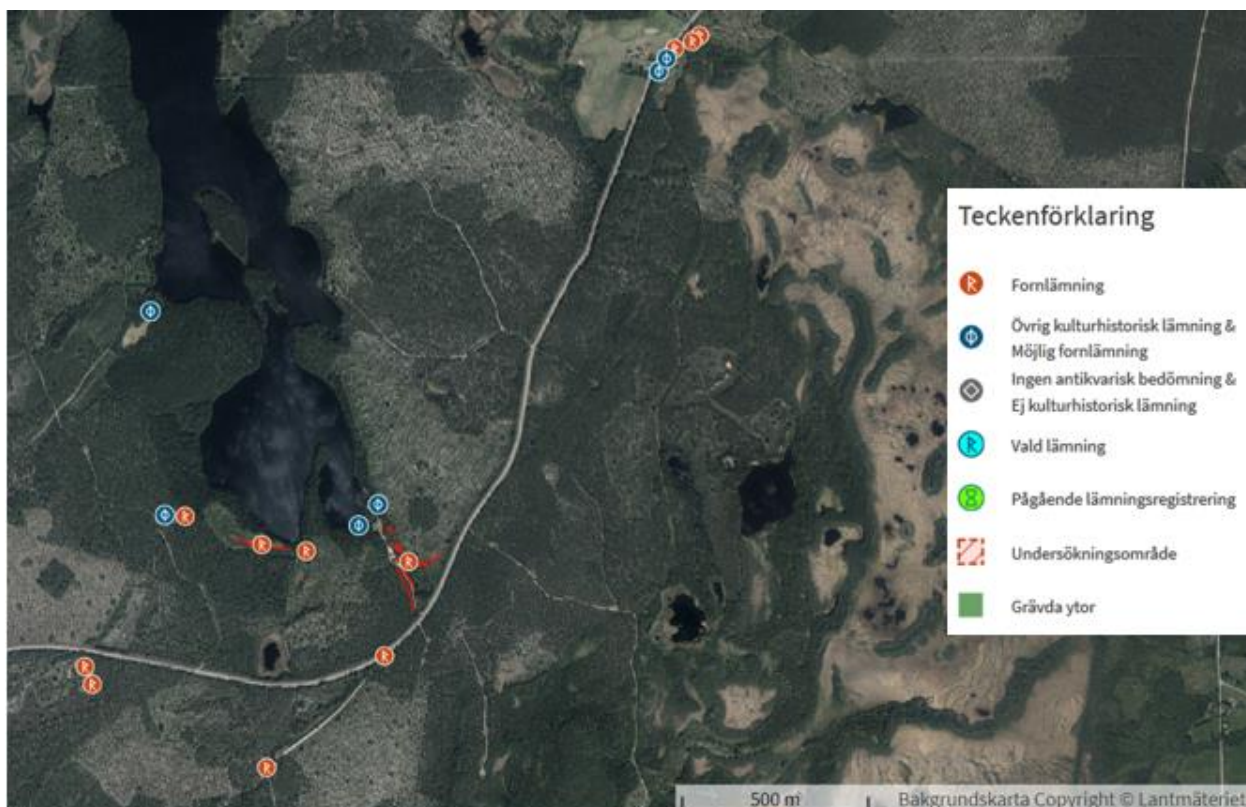 Teckenförklaring
Fornlämning
Övrig kulturhistorisk lämning &
Möjlig fornlämning
Ingen antikvarisk bedömning &
Ej kulturhistorisk lämning
Vald lämning
Pågående lämningsregistrering
Undersökningsområde
Grävda ytor
500 m
Bakgrundskarta Copyright © Lantmäteriet